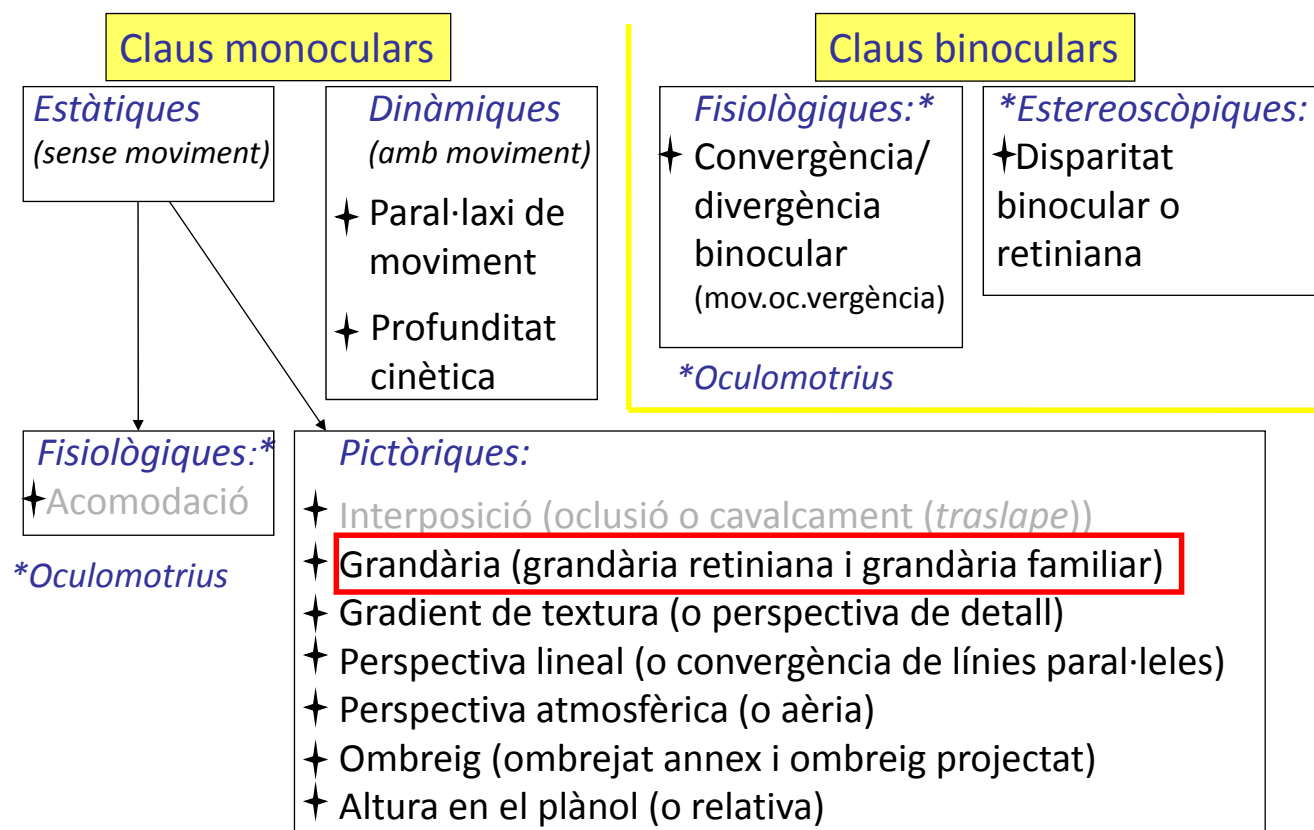 Claus monoculars
Claus binoculars
Estàtiques
(sense moviment)
Dinàmiques
(amb moviment)
Paral·laxi de
moviment
Profunditat
cinètica
Fisiològiques:*
Convergència/
divergència
binocular
(mov.oc.vergència)
*Oculomotrius
*Estereoscòpiques:
Disparitat
binocular o
retiniana
Fisiològiques:*
Acomodació
*Oculomotrius
Pictòriques:
Interposició (oclusió o cavalcament (traslape))
Grandària (grandària retiniana i grandària familiar)
Gradient de textura (o perspectiva de detall)
Perspectiva lineal (o convergència de línies paral·leles)
Perspectiva atmosfèrica (o aèria)
Ombreig (ombrejat annex i ombreig projectat)
Altura en el plànol (o relativa)